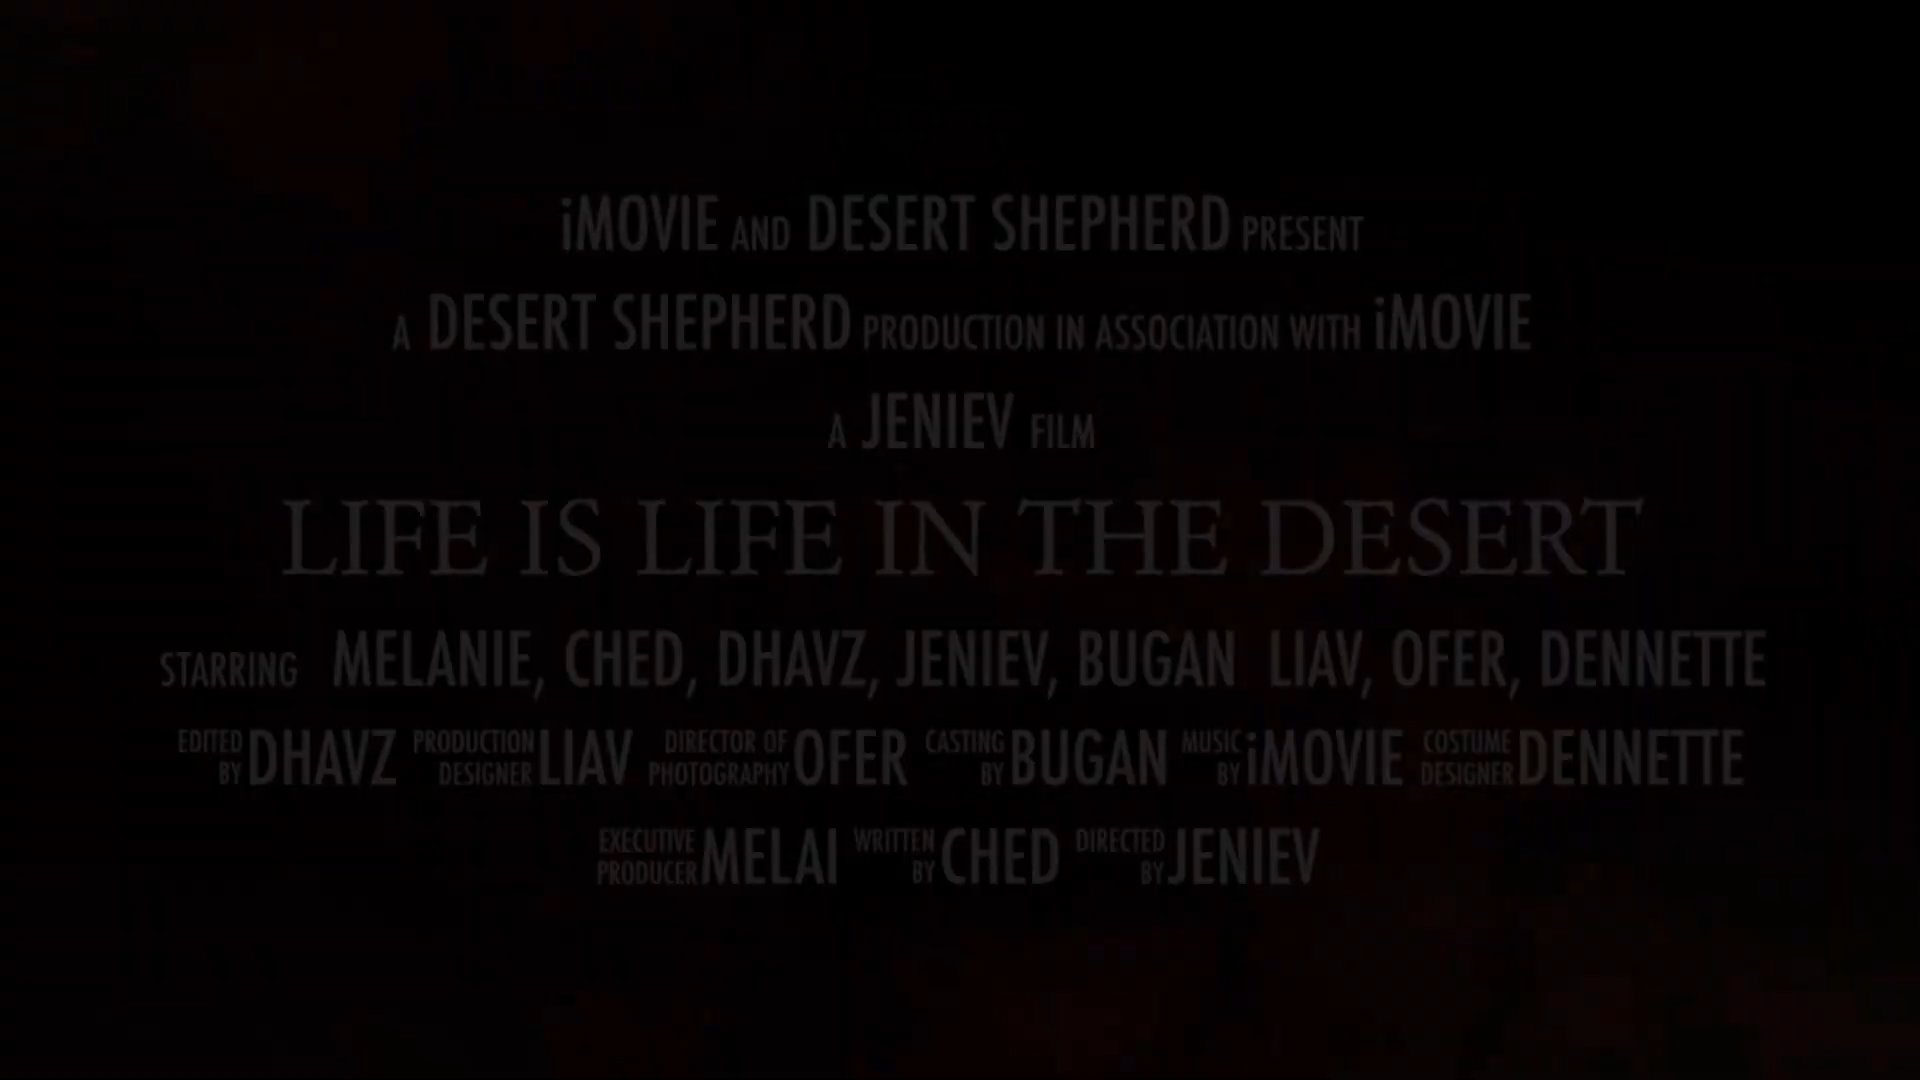 iMOVIE AND DESERT SHEPHERD PRESENT
A DESERT SHEPHERD PRODUCTION IN ASSOCIATION WITH iMOVIE
A JENIEV FILM
LIFE IS LIFE IN THE DESERT
STARRING MELANIE, CHED, DHAVZ, JENIEV, BUGAN LIAV, OFER, DENNETTE
EDITED BY DHAVZ PRODUCTION DESIGNER LIAV DIRECTOR OF PHOTOGRAPHY OFER CASTING BY BUGAN MUSIC BY iMOVIE COSTUME DESIGNER DENNETTE
EXECUTIVE PRODUCER MELAI WRITTEN BY CHED DIRECTED BY JENIEV